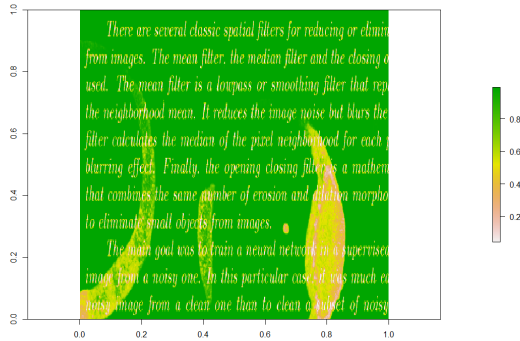 There are several classic spatial filters for reducing or elimin
from images. The mean filter, the median filter and the closing o
used. The mean filter is a lowpass or smoothing filter that repl
the neighborhood mean. It reduces the image noise but blurs the
filter calculates the median of the pixel neighborhood for each p
blurring effect. Finally, the opening closing filter is a mathem
that combines the same number of erosion and dilation morpho
to eliminate small objects from images.
The main goal was to train a neural network in a supervised
image from a noisy one. In this particular case it was much ea
noisy image from a clean one than to clean a subset of noisy
1.0
0.8
0.6
0.4
0.2
0.0
0.0 0.2 0.4 0.6 0.8 1.0
0.8
0.6
0.4
0.2